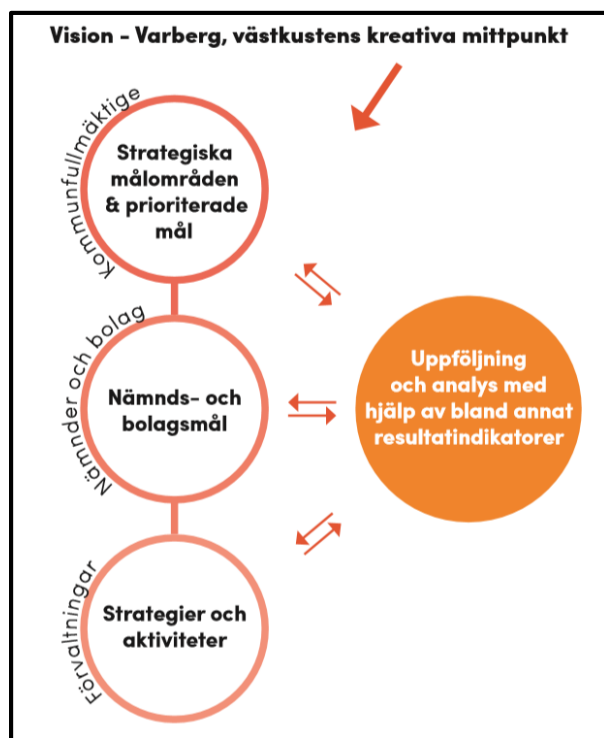 Vision - Varberg, västkustens kreativa mittpunkt
Kommunfullmäktige
Strategiska
målområden
& prioriterade
mål
Nämnder och bolag
Nämnds- och
bolagsmål
Uppföljning
och analys med
hjälp av bland annat
resultatindikatorer
Förvaltningar
Strategier och
aktiviteter